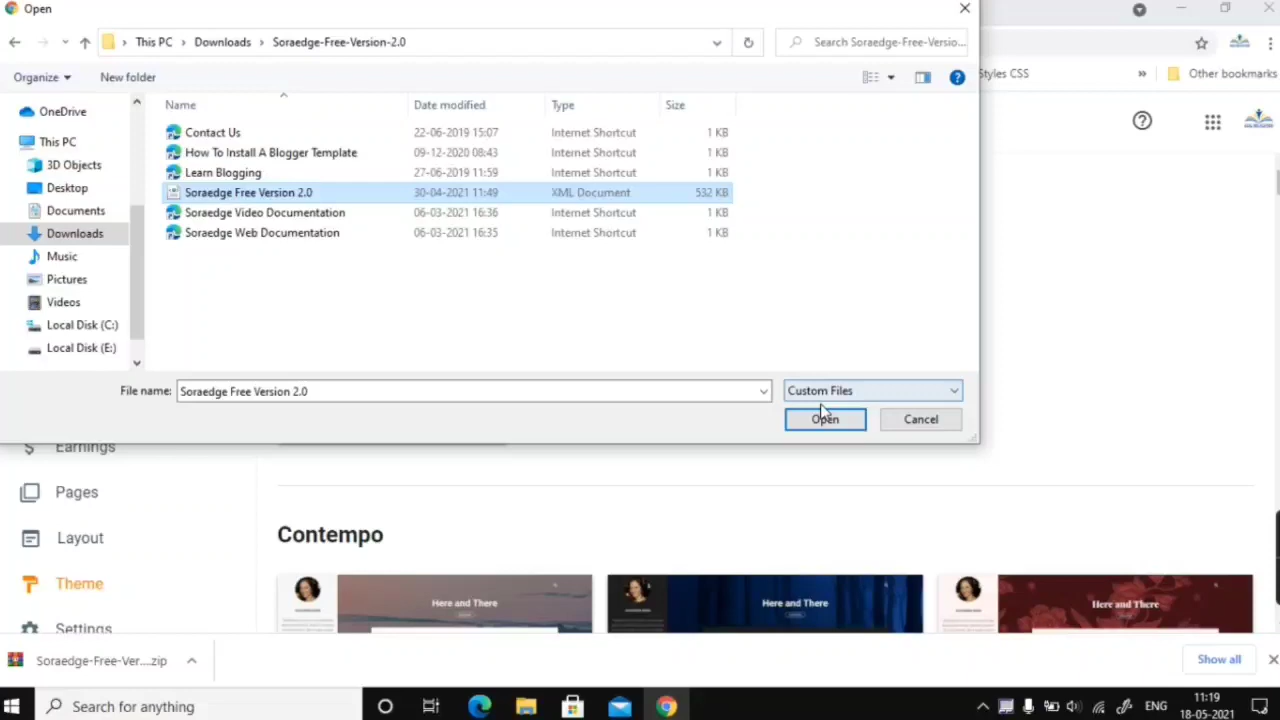 Open
This PC > Downloads > Soraedge-Free-Version-2.0
Search Soraedge-Free-Versio...
Organize
New folder
Styles CSS
»
Other bookmarks
Name
Date modified
Type
Size
OneDrive
This PC
3D Objects
Desktop
Documents
Downloads
Music
Pictures
Videos
Local Disk (C:)
Local Disk (E:)
Contact Us 22-06-2019 15:07 Internet Shortcut 1 KB
How To Install A Blogger Template 09-12-2020 08:43 Internet Shortcut 1 KB
Learn Blogging 27-06-2019 11:59 Internet Shortcut 1 KB
Soraedge Free Version 2.0 30-04-2021 11:49 XML Document 532 KB
Soraedge Video Documentation 06-03-2021 16:36 Internet Shortcut 1 KB
Soraedge Web Documentation 06-03-2021 16:35 Internet Shortcut 1 KB
File name: Soraedge Free Version 2.0
Custom Files
Open
Cancel
Earnings
Pages
Layout
Theme
Settings
Contempo
Here and There
Here and There
Here and There
Soraedge-Free-Ver....zip
Show all
Search for anything
ENG
11:19
18-05-2021